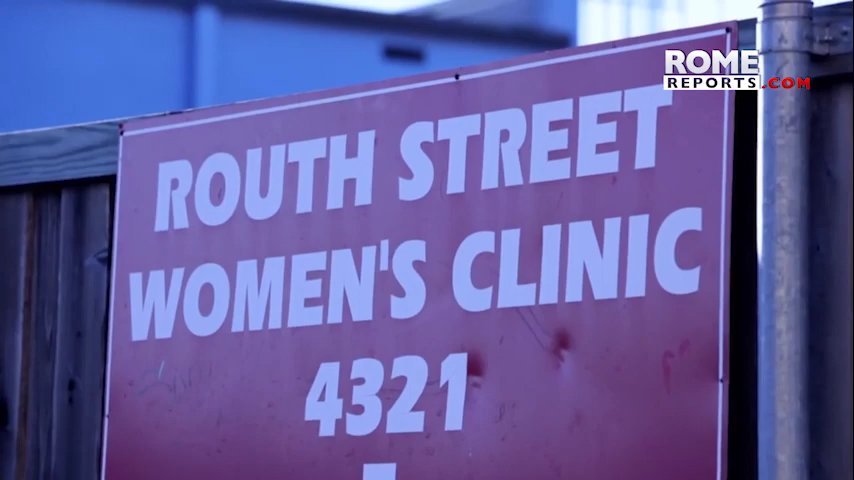 ROME
REPORTS.COM
ROUTH STREET
WOMEN'S CLINIC
4321